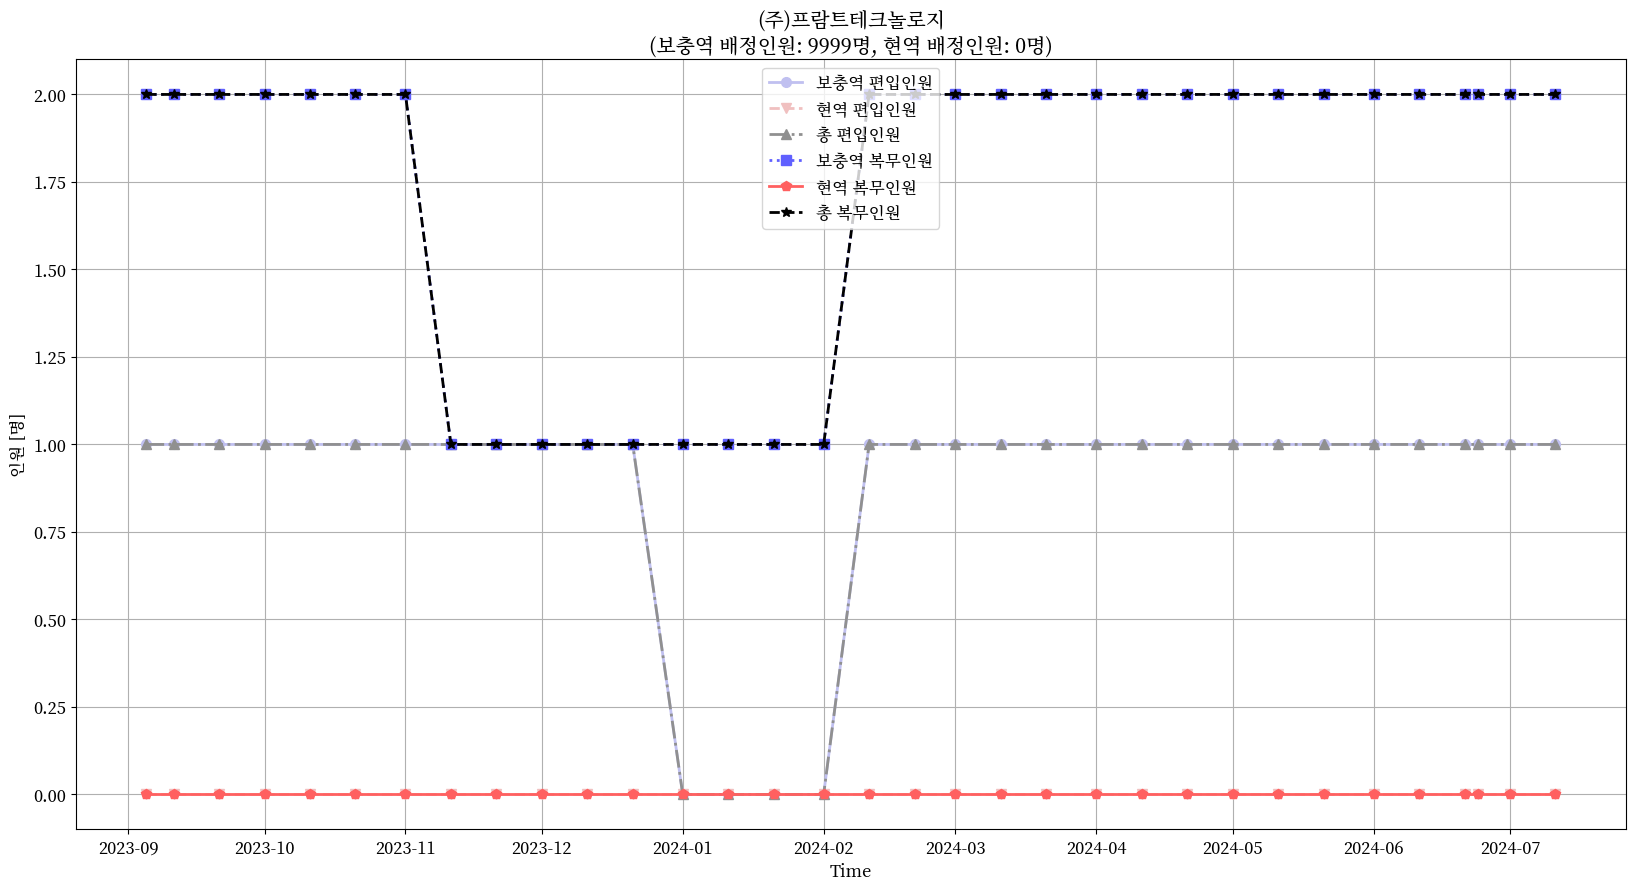 (주)프람트테크놀로지
(보충역 배정인원: 9999명, 현역 배정인원: 0명)
보충역 편입인원
현역 편입인원
총 편입인원
보충역 복무인원
현역 복무인원
총 복무인원
2.00
1.75
1.50
1.25
1.00
0.75
0.50
0.25
0.00
인원 [명]
2023-09 2023-10 2023-11 2023-12 2024-01 2024-02 2024-03 2024-04 2024-05 2024-06 2024-07
Time